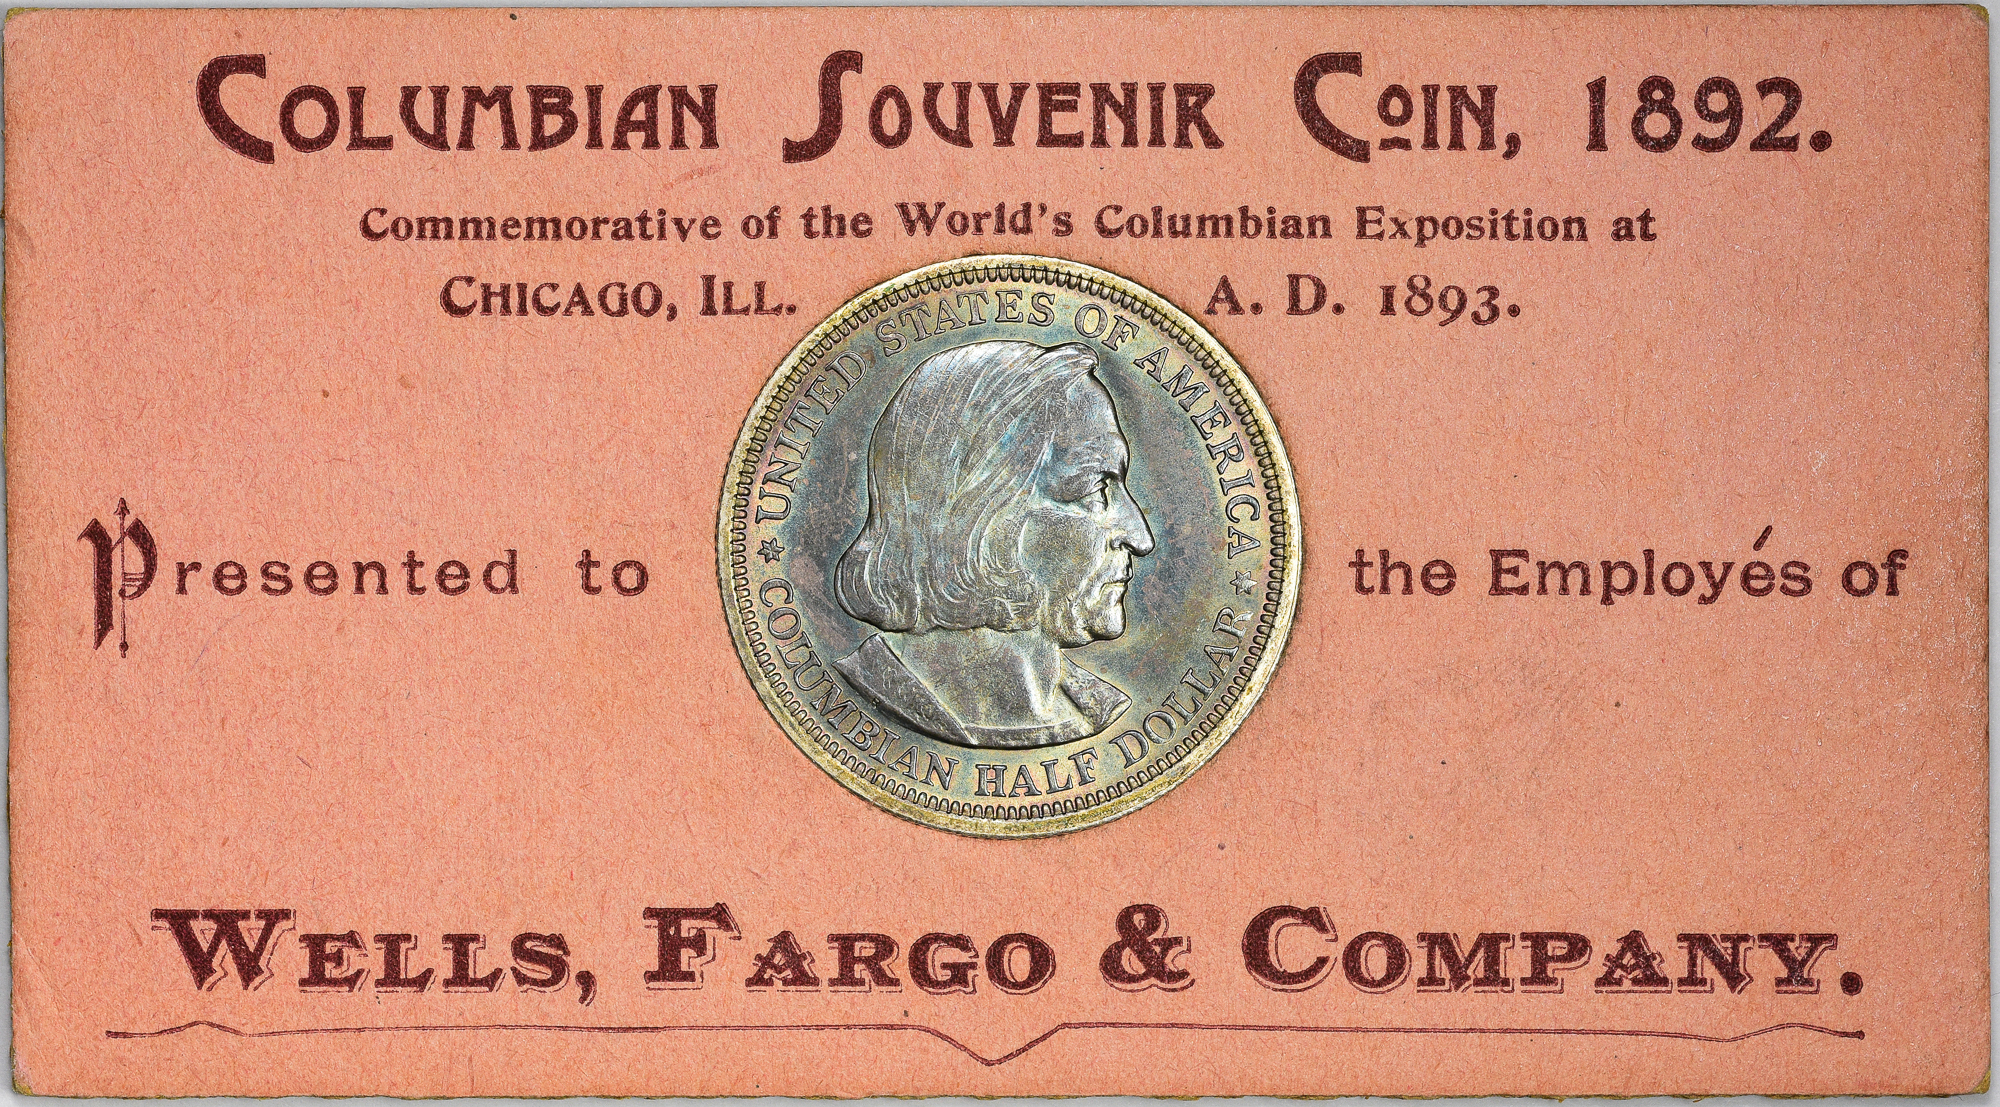 COLUMBIAN SOUVENIR COIN, 1892.
Commemorative of the World's Columbian Exposition at
CHICAGO, ILL. A. D. 1893.
UNITED STATES OF AMERICA
COLUMBIAN HALF DOLLAR
Presented to the Employés of
WELLS, FARGO & COMPANY.